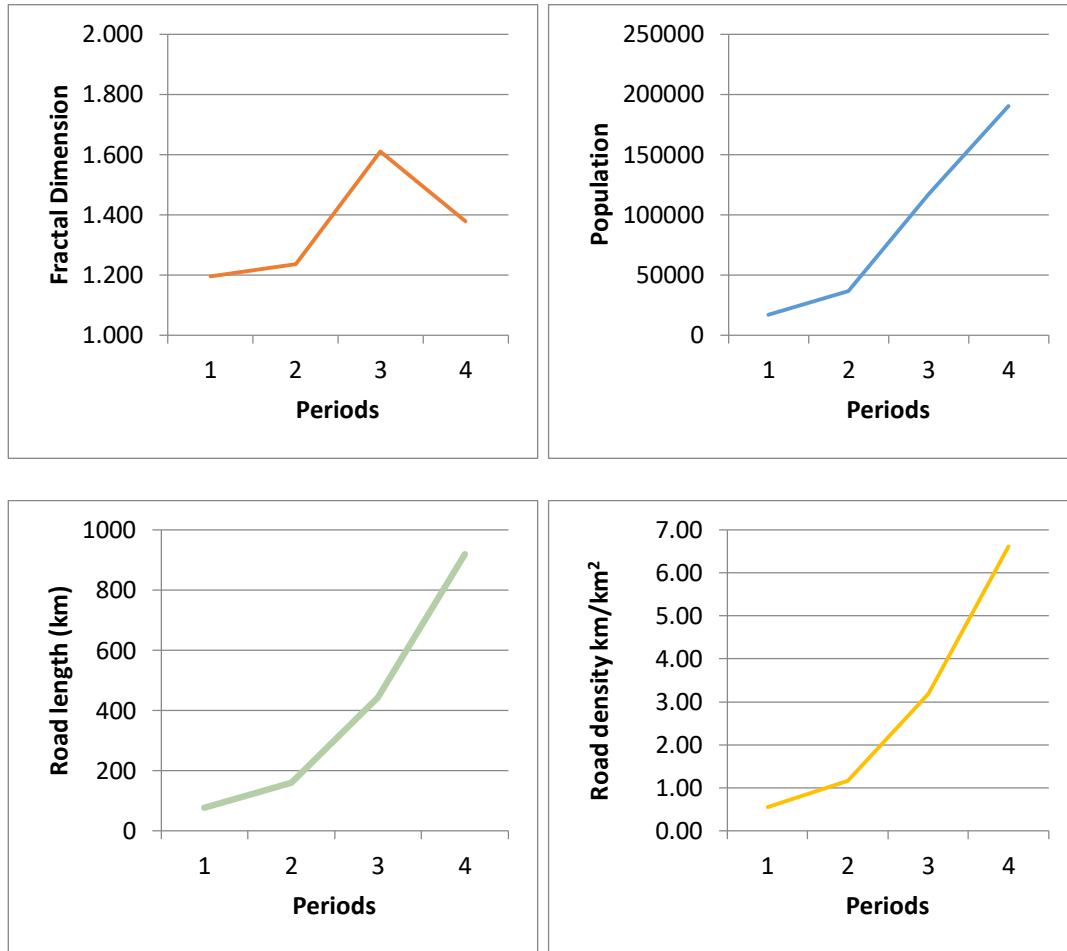 Fractal Dimension
2.000
1.800
1.600
1.400
1.200
1.000
1 2 3 4
Periods
Population
250000
200000
150000
100000
50000
0
1 2 3 4
Periods
Road length (km)
1000
800
600
400
200
0
1 2 3 4
Periods
Road density km/km²
7.00
6.00
5.00
4.00
3.00
2.00
1.00
0.00
1 2 3 4
Periods